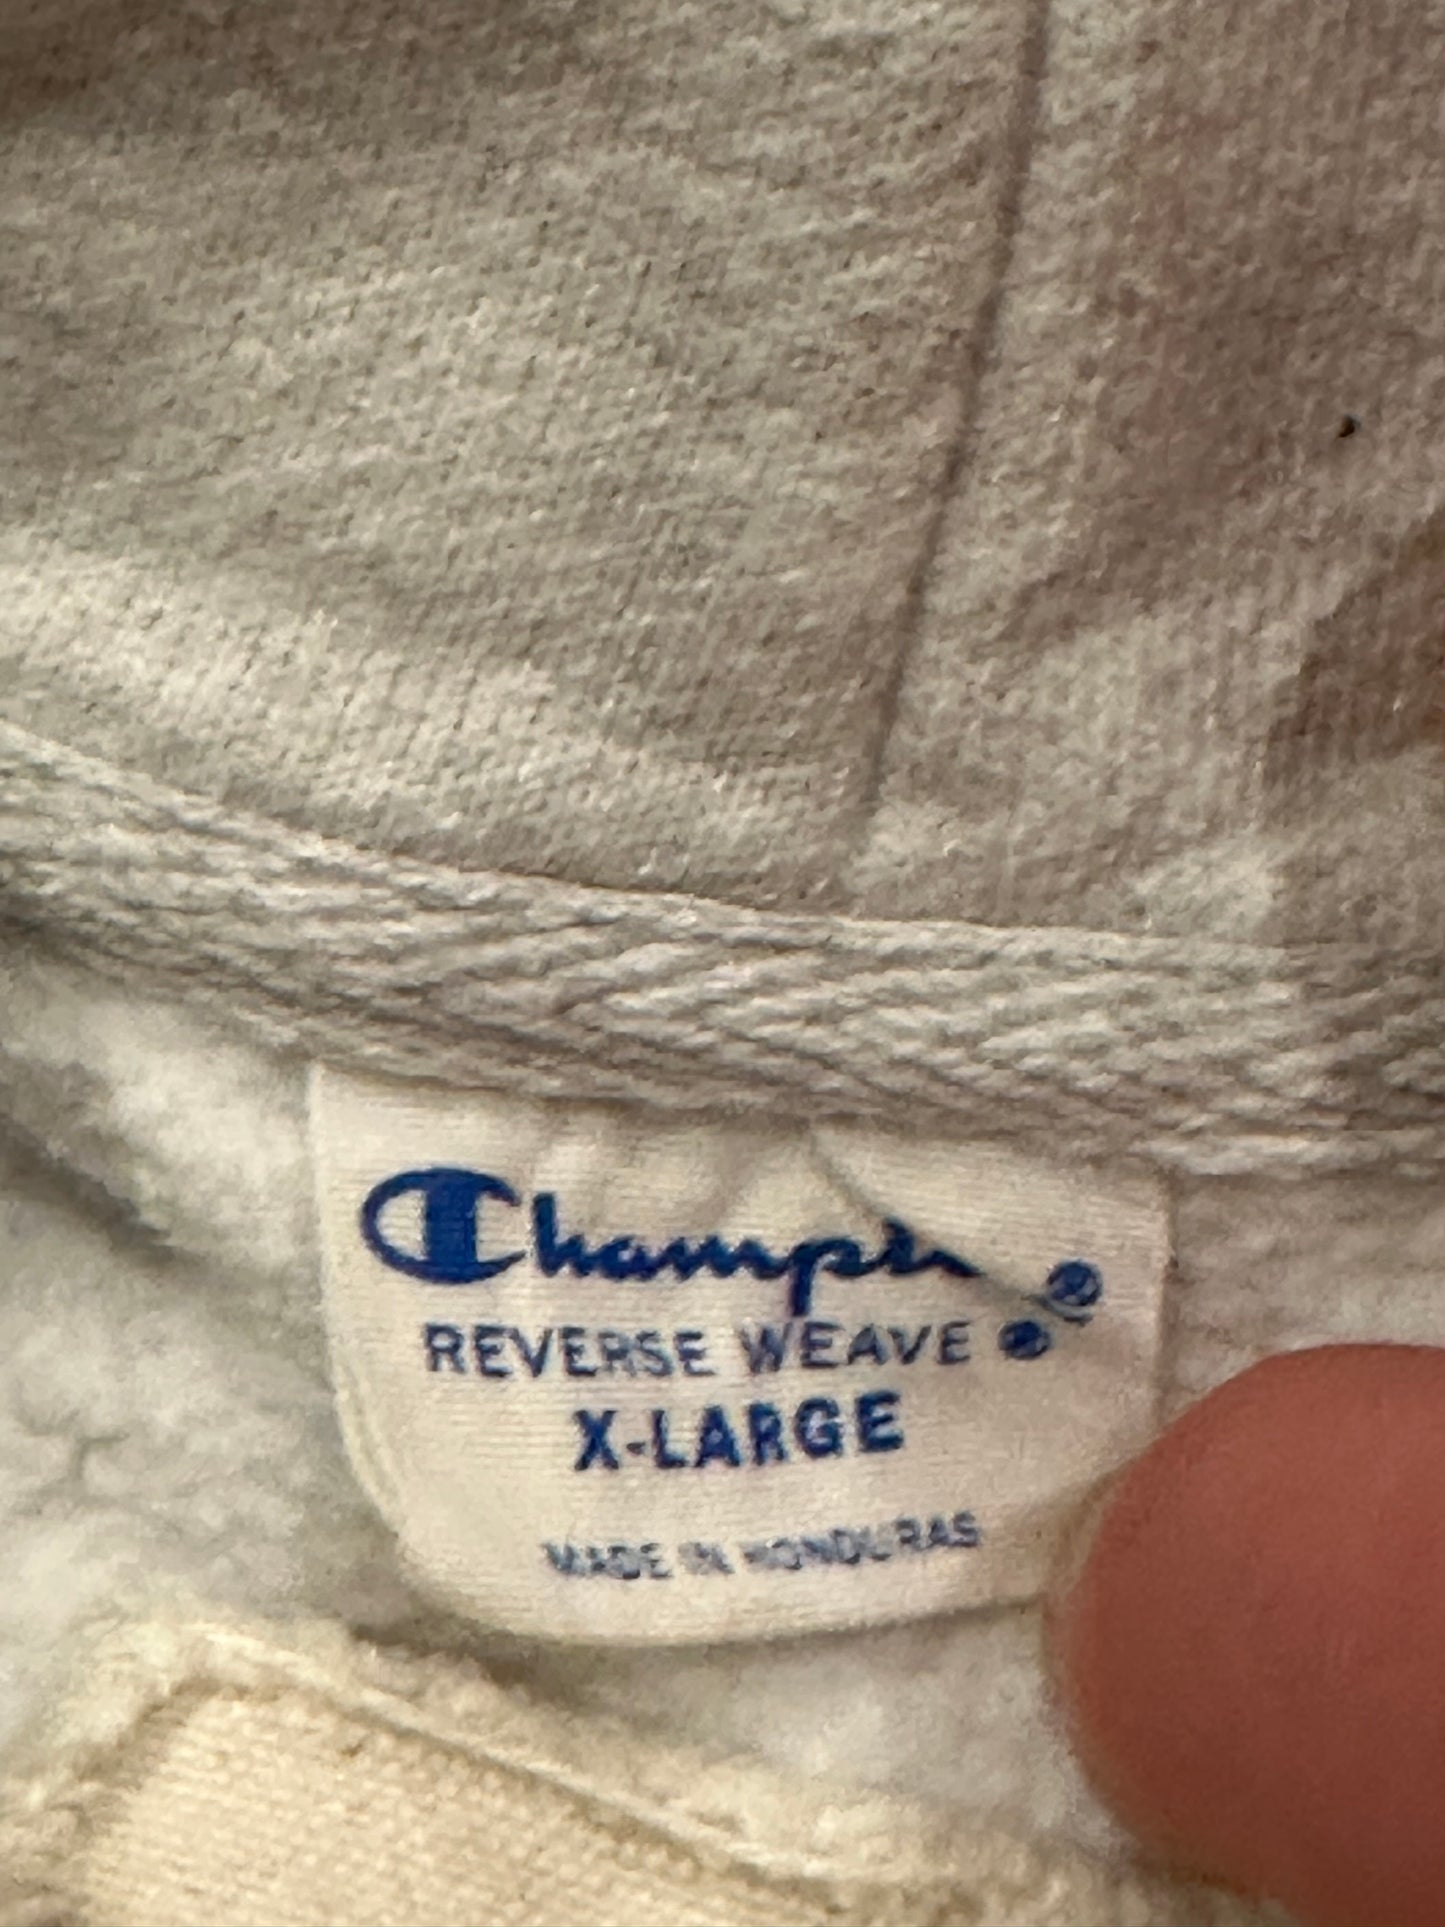 Champion®
REVERSE WEAVE®
X-LARGE
MADE IN HONDURAS